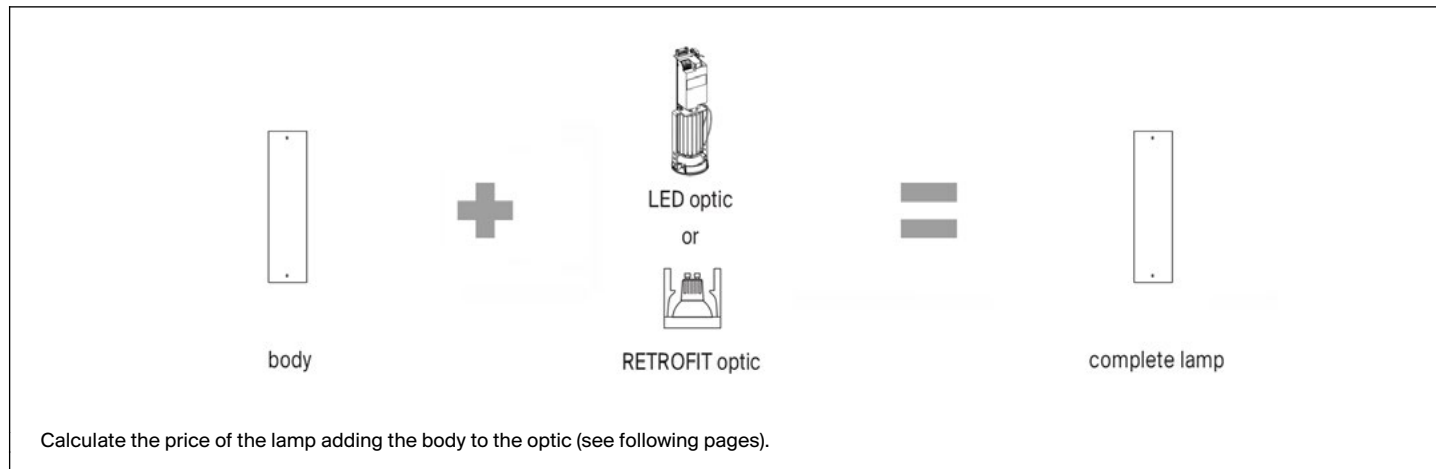 LED optic
or
body
RETROFIT optic
complete lamp
Calculate the price of the lamp adding the body to the optic (see following pages).